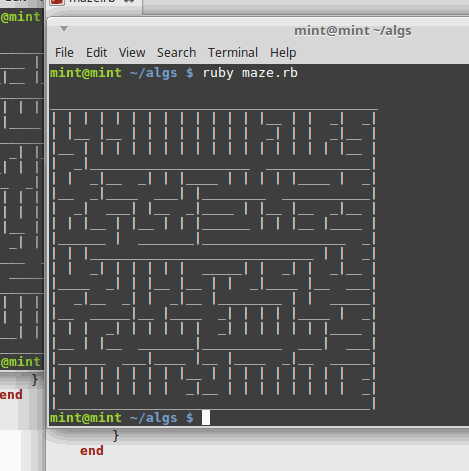 maze.rb
mint@mint ~/algs
File Edit View Search Terminal Help
mint@mint ~/algs $ ruby maze.rb
mint@mint ~/algs $
@mint
@mint
}
end
}
end